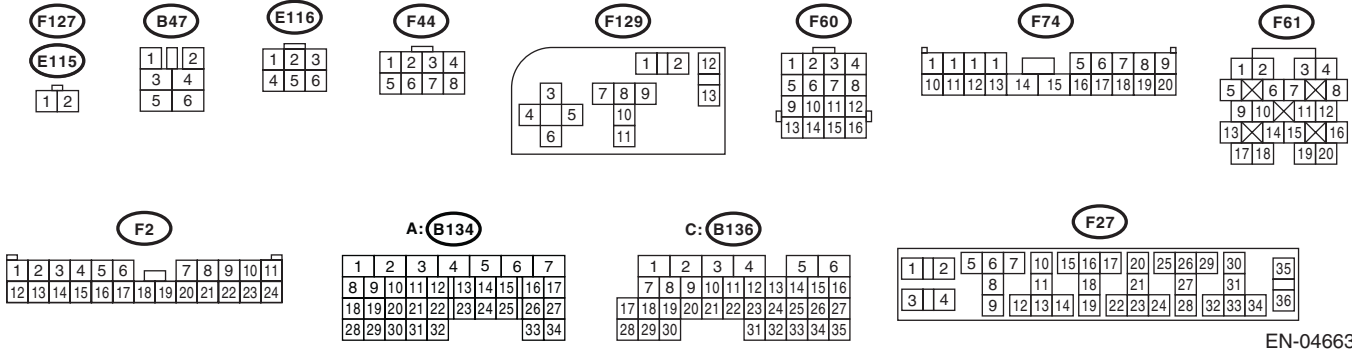 F127 B47 E116 F44 F129 F60 F74 F61
E115
1 2
1 2
3 4
5 6
1 2 3
4 5 6
1 2 3 4
5 6 7 8
1 2 12
3 7 8 9 13
4 5 10
6 11
1 2 3 4
5 6 7 8
9 10 11 12
13 14 15 16
1 1 1 1 5 6 7 8 9
10 11 12 13 14 15 16 17 18 19 20
1 2 3 4
5 6 7 8
9 10 11 12
13 14 15 16
17 18 19 20
F2 A: B134 C: B136 F27
1 2 3 4 5 6 7 8 9 10 11
12 13 14 15 16 17 18 19 20 21 22 23 24
1 2 3 4 5 6 7
8 9 10 11 12 13 14 15 16 17
18 19 20 21 22 23 24 25 26 27
28 29 30 31 32 33 34
1 2 3 4 5 6
7 8 9 10 11 12 13 14 15 16
17 18 19 20 21 22 23 24 25 26 27
28 29 30 31 32 33 34 35
1 2 5 6 7 10 15 16 17 20 25 26 29 30 35
8 11 18 21 27 31
3 4 9 12 13 14 19 22 23 24 28 32 33 34 36
EN-04663